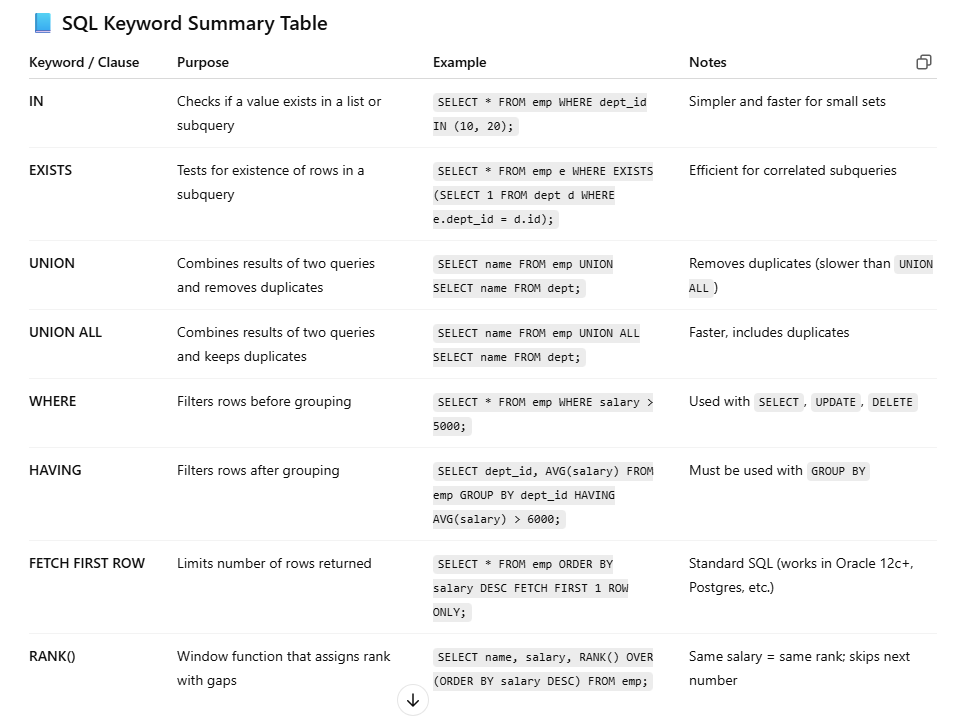 📘 SQL Keyword Summary Table
Keyword / Clause Purpose Example Notes
IN Checks if a value exists in a list or SELECT * FROM emp WHERE dept_id Simpler and faster for small sets
subquery IN (10, 20);
EXISTS Tests for existence of rows in a SELECT * FROM emp e WHERE EXISTS Efficient for correlated subqueries
subquery (SELECT 1 FROM dept d WHERE
e.dept_id = d.id);
UNION Combines results of two queries SELECT name FROM emp UNION Removes duplicates (slower than UNION
and removes duplicates SELECT name FROM dept; ALL )
UNION ALL Combines results of two queries SELECT name FROM emp UNION ALL Faster, includes duplicates
and keeps duplicates SELECT name FROM dept;
WHERE Filters rows before grouping SELECT * FROM emp WHERE salary > Used with SELECT , UPDATE , DELETE
5000;
HAVING Filters rows after grouping SELECT dept_id, AVG(salary) FROM Must be used with GROUP BY
emp GROUP BY dept_id HAVING
AVG(salary) > 6000;
FETCH FIRST ROW Limits number of rows returned SELECT * FROM emp ORDER BY Standard SQL (works in Oracle 12c+,
salary DESC FETCH FIRST 1 ROW Postgres, etc.)
ONLY;
RANK() Window function that assigns rank SELECT name, salary, RANK() OVER Same salary = same rank; skips next
with gaps (ORDER BY salary DESC) FROM emp; number